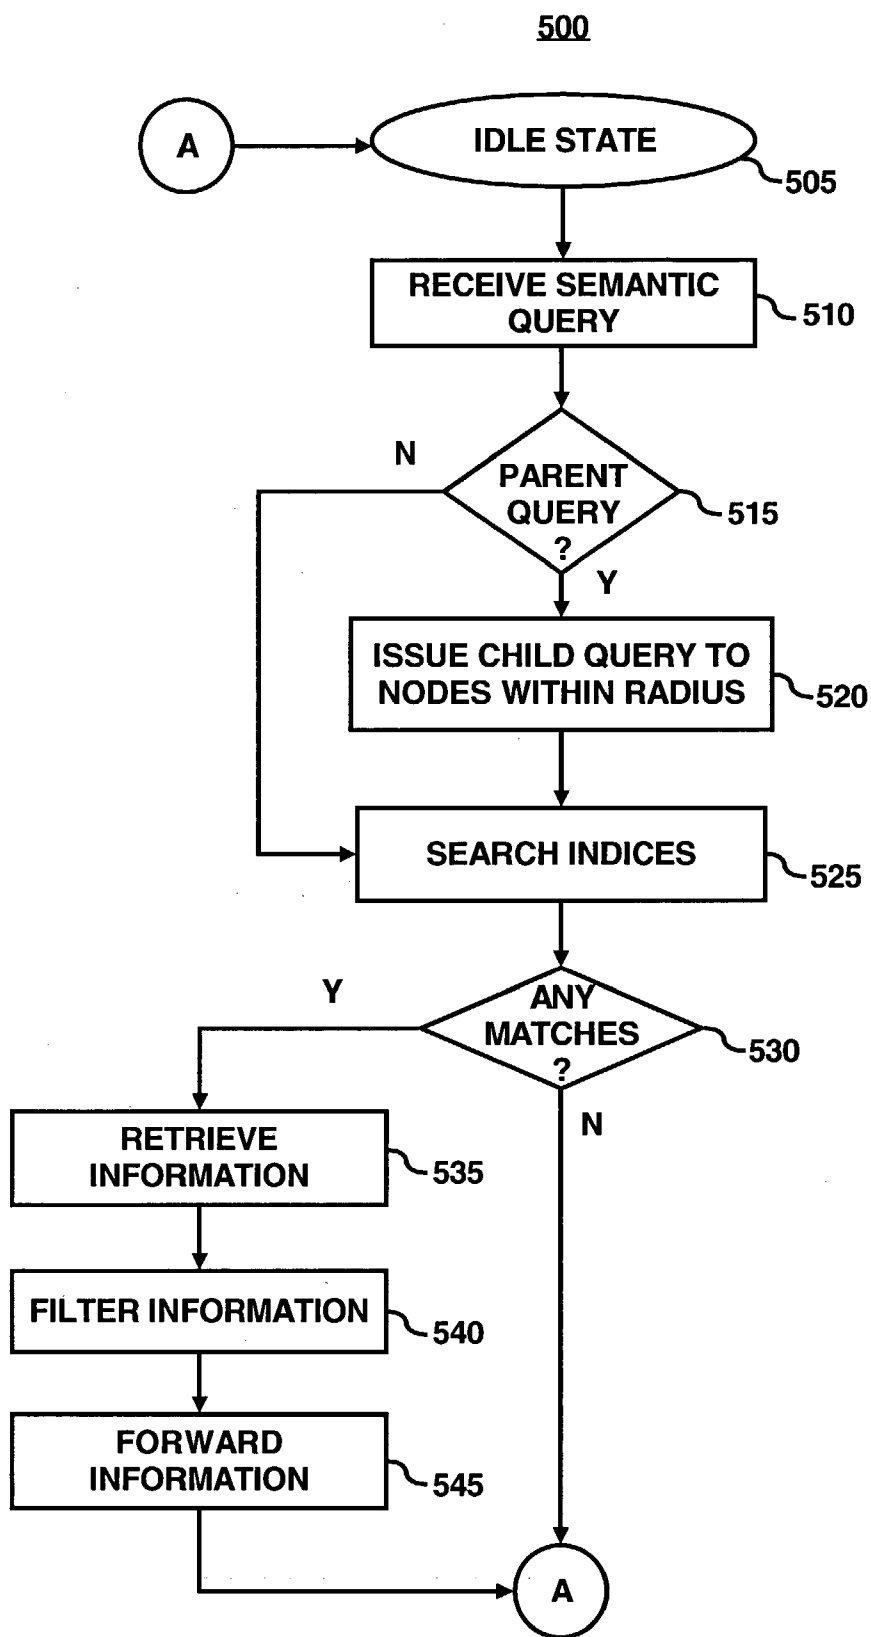 500
A
IDLE STATE
505
RECEIVE SEMANTIC
QUERY
510
N
PARENT
QUERY
?
515
Y
ISSUE CHILD QUERY TO
NODES WITHIN RADIUS
520
SEARCH INDICES
525
Y
ANY
MATCHES
?
530
N
RETRIEVE
INFORMATION
535
FILTER INFORMATION
540
FORWARD
INFORMATION
545
A